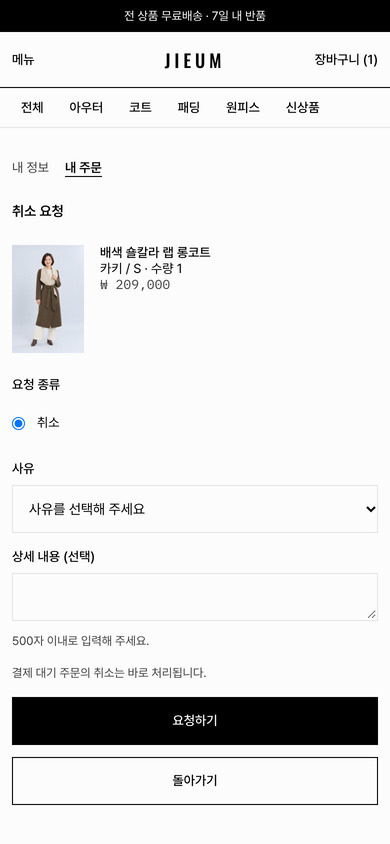 전 상품 무료배송 · 7일 내 반품
메뉴
JIEUM
장바구니 (1)
전체 아우터 코트 패딩 원피스 신상품
내 정보 내 주문
취소 요청
배색 숄칼라 랩 롱코트
카키 / S · 수량 1
₩ 209,000
요청 종류
취소
사유
사유를 선택해 주세요
상세 내용 (선택)
500자 이내로 입력해 주세요.
결제 대기 주문의 취소는 바로 처리됩니다.
요청하기
돌아가기